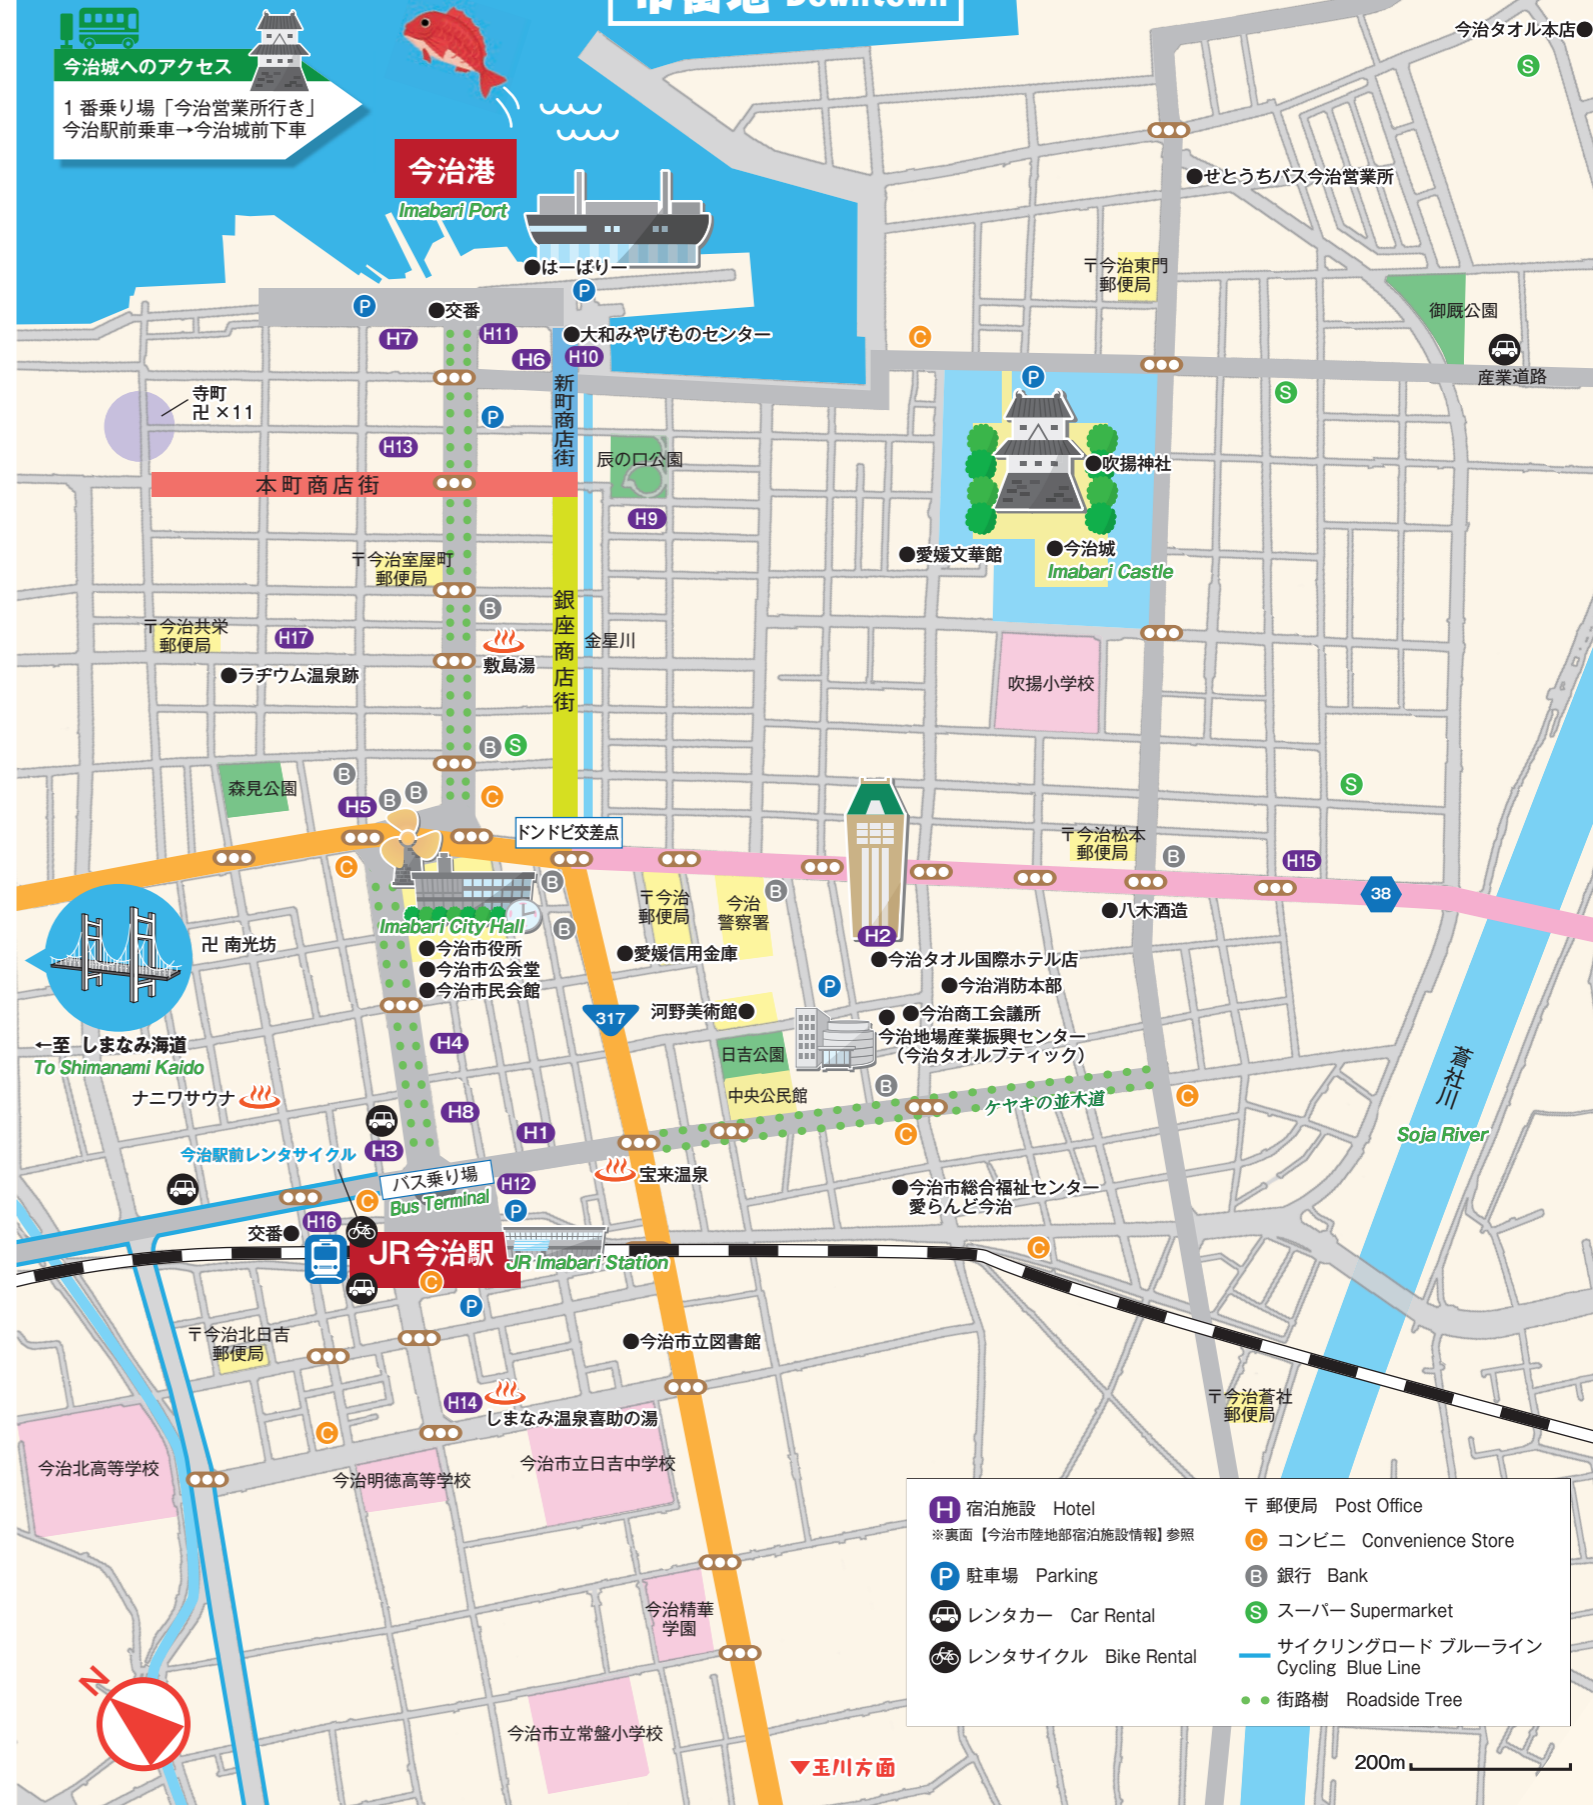 市街地 Downtown
今治城へのアクセス
1番乗り場「今治営業所行き」
今治駅前乗車→今治城前下車
今治港
Imabari Port
●はーばりー
P
P
●交番
H7
H11
H6
H10
●大和みやげものセンター
新町商店街
寺町
卍×11
P
H13
辰の口公園
本町商店街
H9
今治タオル本店●
S
●せとうちバス今治営業所
〒今治東門
郵便局
御厩公園
C
産業道路
P
S
●吹揚神社
●愛媛文華館
●今治城
Imabari Castle
〒今治室屋町
郵便局
B
銀座商店街
金星川
〒今治共栄
郵便局
H17
敷島湯
●ラヂウム温泉跡
吹揚小学校
B
S
森見公園
B
H5
B
B
C
ドンドビ交差点
S
〒今治松本
郵便局
B
H15
38
C
●八木酒造
B
〒今治
郵便局
今治
警察署
B
H2
卍 南光坊
Imabari City Hall
●今治市役所
●今治市公会堂
●今治市民会館
B
●愛媛信用金庫
●今治タオル国際ホテル店
●今治消防本部
P
317
河野美術館●
●今治商工会議所
●
今治地場産業振興センター
（今治タオルブティック）
←至 しまなみ海道
To Shimanami Kaido
H4
日吉公園
中央公民館
B
ケヤキの並木道
C
C
蒼社川
Soja River
ナニワサウナ
H8
H1
H3
今治駅前レンタサイクル
バス乗り場
Bus Terminal
H12
P
宝来温泉
●今治市総合福祉センター
愛らんど今治
C
交番●
H16
JR今治駅
JR Imabari Station
C
C
P
〒今治北日吉
郵便局
●今治市立図書館
H14
しまなみ温泉喜助の湯
C
〒今治蒼社
郵便局
今治北高等学校
今治明徳高等学校
今治市立日吉中学校
今治精華
学園
今治市立常盤小学校
▼玉川方面
N
H 宿泊施設 Hotel
※裏面【今治市陸地部宿泊施設情報】参照
P 駐車場 Parking
レンタカー Car Rental
レンタサイクル Bike Rental
〒 郵便局 Post Office
C コンビニ Convenience Store
B 銀行 Bank
S スーパー Supermarket
サイクリングロード ブルーライン
Cycling Blue Line
街路樹 Roadside Tree
200m